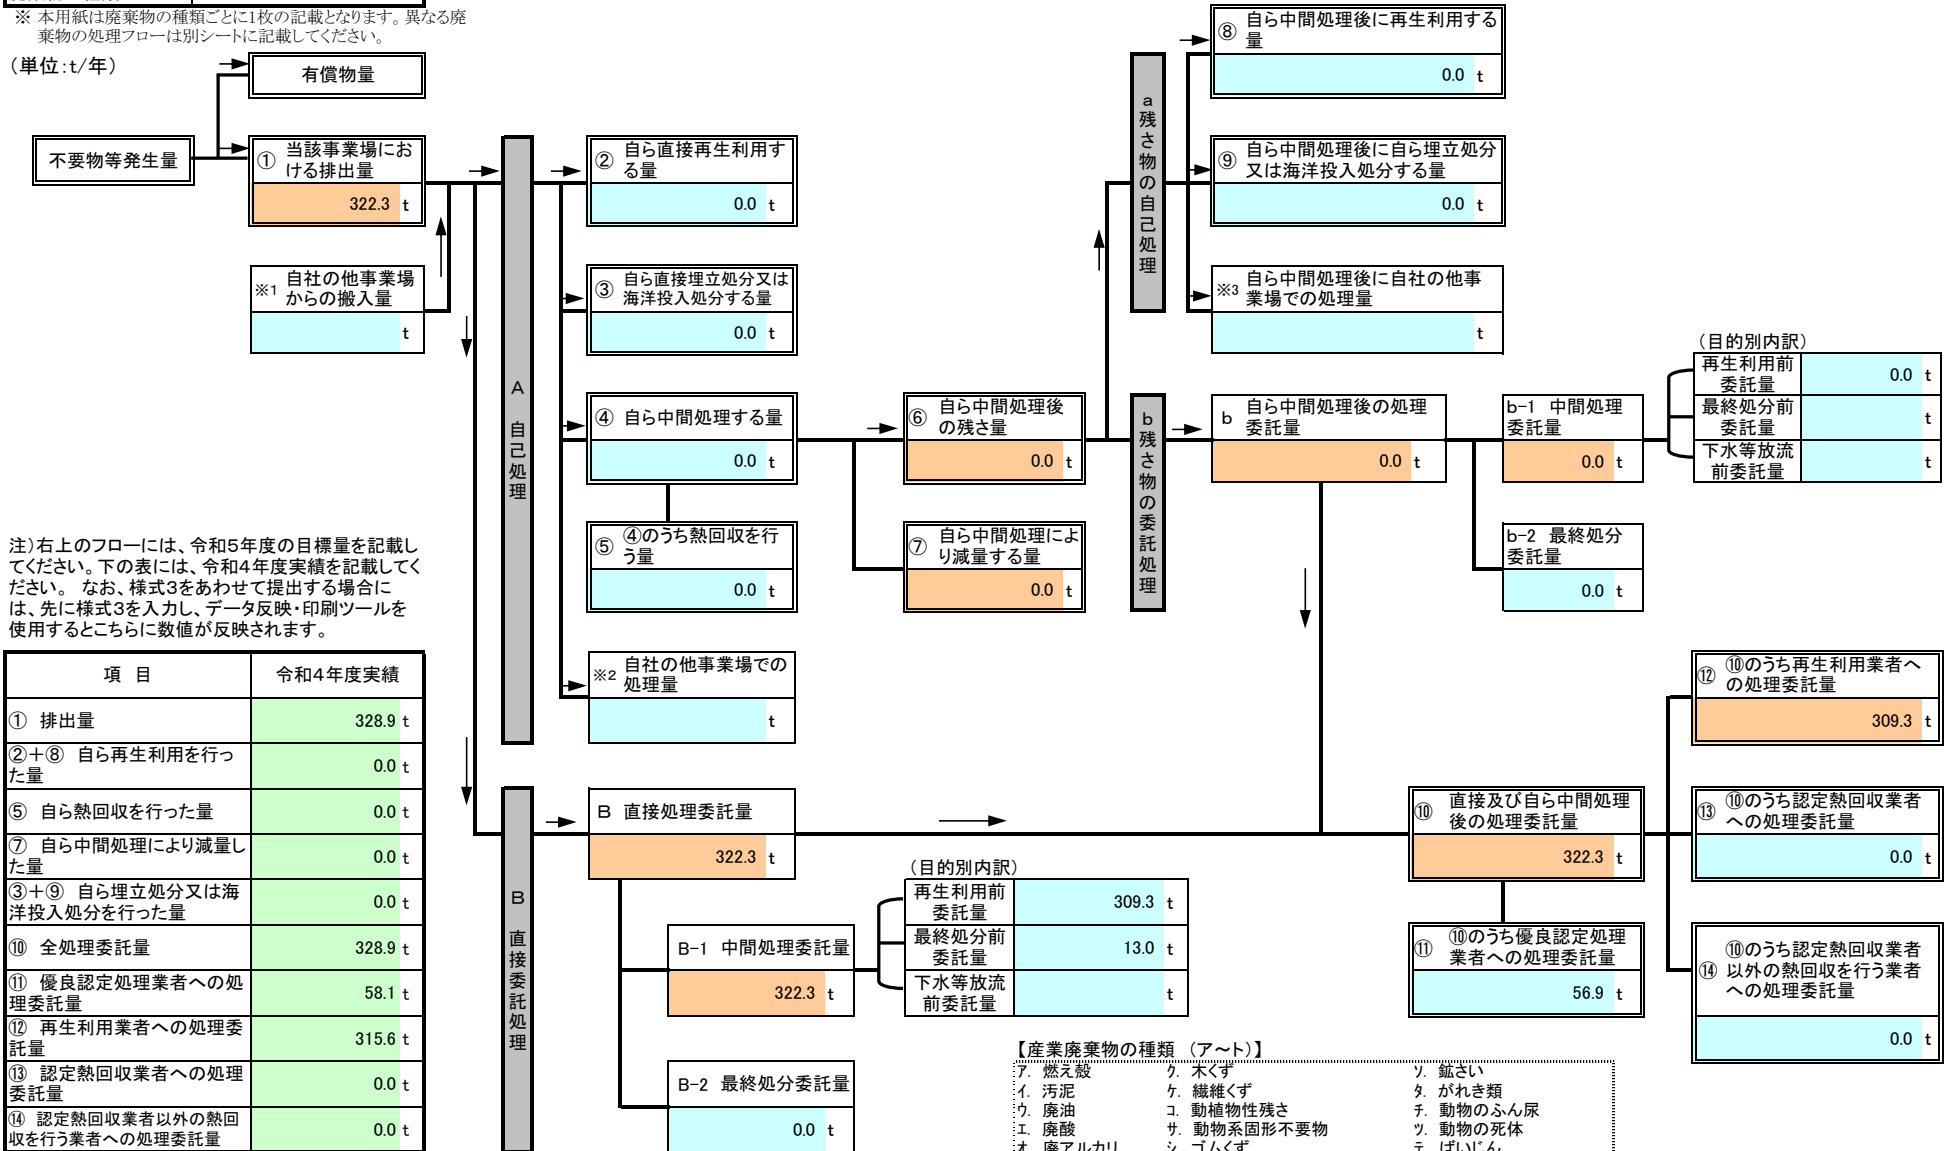 ※ 本用紙は廃棄物の種類ごとに1枚の記載となります。異なる廃
棄物の処理フローは別シートに記載してください。
(単位:t/年)
有償物量
不要物等発生量
① 当該事業場にお
ける排出量
322.3 t
※1 自社の他事業場
からの搬入量
t
A 自己処理
② 自ら直接再生利用す
る量
0.0 t
③ 自ら直接埋立処分又は
海洋投入処分する量
0.0 t
④ 自ら中間処理する量
0.0 t
⑤ ④のうち熱回収を行
う量
0.0 t
※2 自社の他事業場での
処理量
t
⑥ 自ら中間処理後
の残さ量
0.0 t
⑦ 自ら中間処理によ
り減量する量
0.0 t
a 残さ物の自己処理
⑧ 自ら中間処理後に再生利用する
量
0.0 t
⑨ 自ら中間処理後に自ら埋立処分
又は海洋投入処分する量
0.0 t
※3 自ら中間処理後に自社の他事
業場での処理量
t
b 残さ物の委託処理
b 自ら中間処理後の処理
委託量
0.0 t
b-1 中間処理
委託量
0.0 t
b-2 最終処分
委託量
0.0 t
(目的別内訳)
再生利用前
委託量
0.0 t
最終処分前
委託量
t
下水等放流
前委託量
t
注)右上のフローには、令和5年度の目標量を記載し
てください。下の表には、令和4年度実績を記載してく
ださい。 なお、様式3をあわせて提出する場合に
は、先に様式3を入力し、データ反映・印刷ツールを
使用するとこちらに数値が反映されます。
項 目 令和4年度実績
① 排出量 328.9 t
②+⑧ 自ら再生利用を行っ
た量 0.0 t
⑤ 自ら熱回収を行った量 0.0 t
⑦ 自ら中間処理により減量し
た量 0.0 t
③+⑨ 自ら埋立処分又は海
洋投入処分を行った量 0.0 t
⑩ 全処理委託量 328.9 t
⑪ 優良認定処理業者への処
理委託量 58.1 t
⑫ 再生利用業者への処理委
託量 315.6 t
⑬ 認定熱回収業者への処理
委託量 0.0 t
⑭ 認定熱回収業者以外の熱回
収を行う業者への処理委託量 0.0 t
B 直接委託処理
B 直接処理委託量
322.3 t
B-1 中間処理委託量
322.3 t
B-2 最終処分委託量
0.0 t
(目的別内訳)
再生利用前
委託量
309.3 t
最終処分前
委託量
13.0 t
下水等放流
前委託量
t
⑩ 直接及び自ら中間処理
後の処理委託量
322.3 t
⑪ ⑩のうち優良認定処理
業者への処理委託量
56.9 t
⑫ ⑩のうち再生利用業者へ
の処理委託量
309.3 t
⑬ ⑩のうち認定熱回収業者
への処理委託量
0.0 t
⑭ ⑩のうち認定熱回収業者
以外の熱回収を行う業者
への処理委託量
0.0 t
【産業廃棄物の種類 (ア~ト)】
ア. 燃え殻 ク. 木くず ソ. 鉱さい
イ. 汚泥 ケ. 繊維くず タ. がれき類
ウ. 廃油 コ. 動植物性残さ チ. 動物のふん尿
エ. 廃酸 サ. 動物系固形不要物 ツ. 動物の死体
オ. 廃アルカリ シ. ゴムくず テ. ばいじん